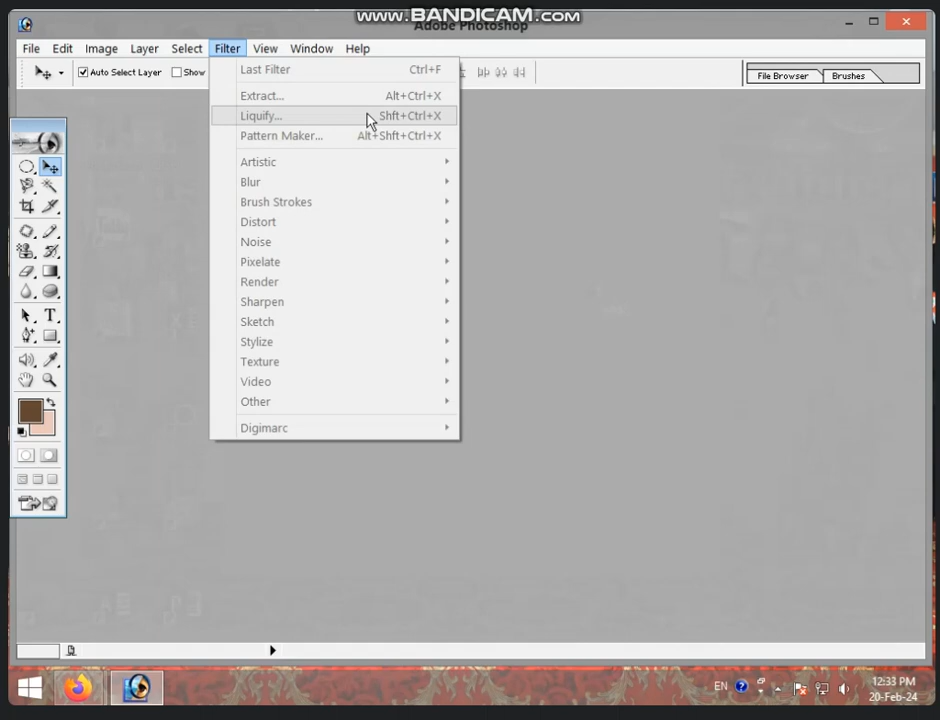 WWW.BANDICAM.COM
Adobe Photoshop
File Edit Image Layer Select Filter View Window Help
Auto Select Layer Show
File Browser Brushes
Last Filter Ctrl+F
Extract... Alt+Ctrl+X
Liquify... Shft+Ctrl+X
Pattern Maker... Alt+Shft+Ctrl+X
Artistic
Blur
Brush Strokes
Distort
Noise
Pixelate
Render
Sharpen
Sketch
Stylize
Texture
Video
Other
Digimarc
T
EN
12:33 PM
20-Feb-24